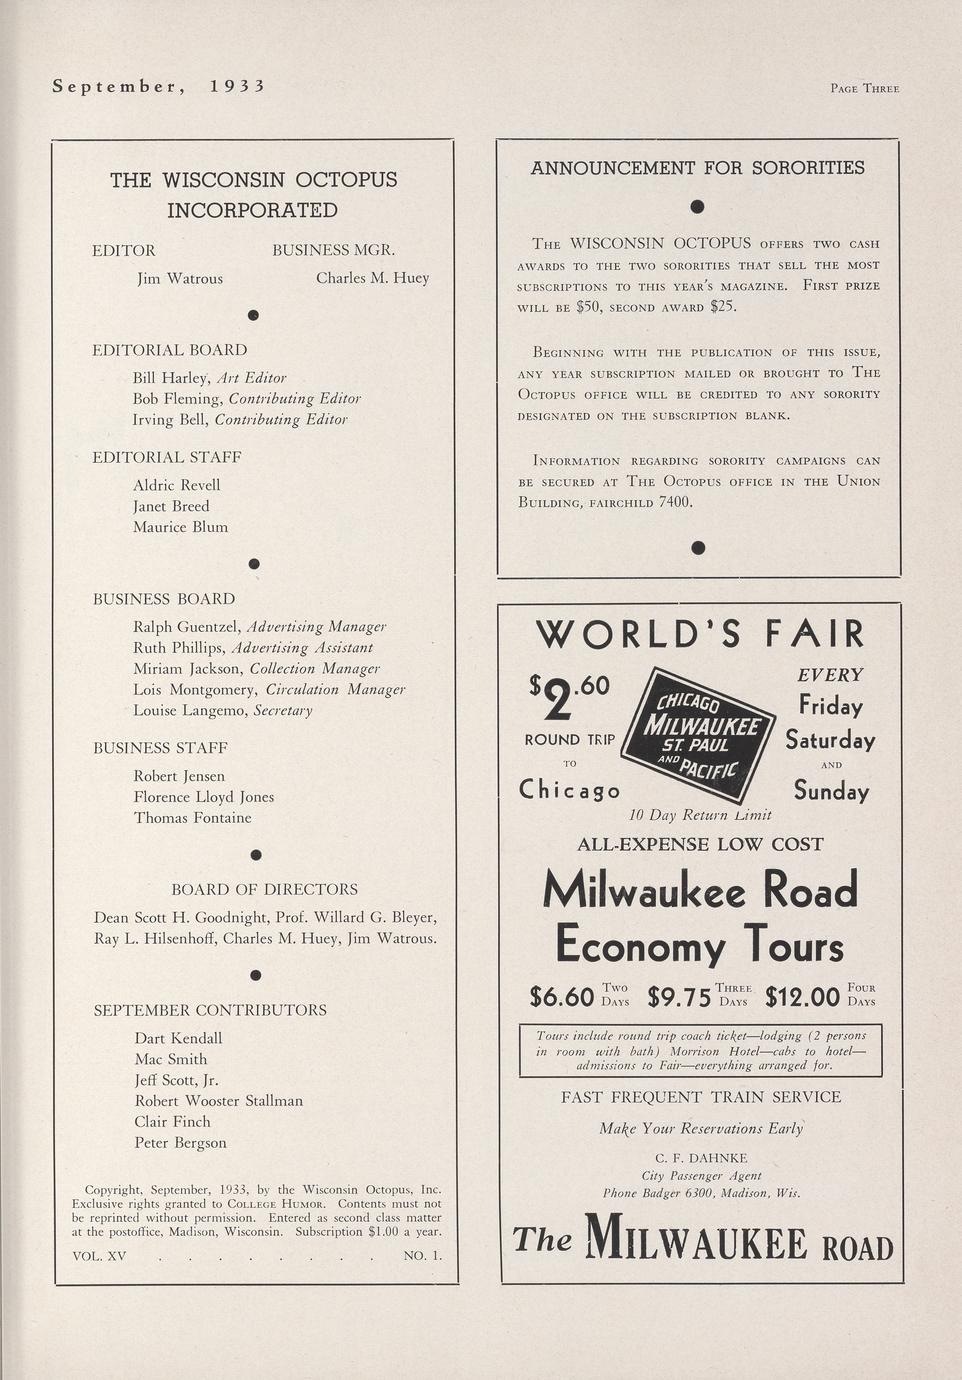 September, 1933
PAGE THREE
THE WISCONSIN OCTOPUS
INCORPORATED
EDITOR BUSINESS MGR.
Jim Watrous Charles M. Huey
EDITORIAL BOARD
Bill Harley, Art Editor
Bob Fleming, Contributing Editor
Irving Bell, Contributing Editor
EDITORIAL STAFF
Aldric Revell
Janet Breed
Maurice Blum
BUSINESS BOARD
Ralph Guentzel, Advertising Manager
Ruth Phillips, Advertising Assistant
Miriam Jackson, Collection Manager
Lois Montgomery, Circulation Manager
Louise Langemo, Secretary
BUSINESS STAFF
Robert Jensen
Florence Lloyd Jones
Thomas Fontaine
BOARD OF DIRECTORS
Dean Scott H. Goodnight, Prof. Willard G. Bleyer,
Ray L. Hilsenhoff, Charles M. Huey, Jim Watrous.
SEPTEMBER CONTRIBUTORS
Dart Kendall
Mac Smith
Jeff Scott, Jr.
Robert Wooster Stallman
Clair Finch
Peter Bergson
Copyright, September, 1933, by the Wisconsin Octopus, Inc.
Exclusive rights granted to COLLEGE HUMOR. Contents must not
be reprinted without permission. Entered as second class matter
at the postoffice, Madison, Wisconsin. Subscription $1.00 a year.
VOL. XV . . . . . . . . NO. 1.
ANNOUNCEMENT FOR SORORITIES
THE WISCONSIN OCTOPUS OFFERS TWO CASH
AWARDS TO THE TWO SORORITIES THAT SELL THE MOST
SUBSCRIPTIONS TO THIS YEAR'S MAGAZINE. FIRST PRIZE
WILL BE $50, SECOND AWARD $25.
BEGINNING WITH THE PUBLICATION OF THIS ISSUE,
ANY YEAR SUBSCRIPTION MAILED OR BROUGHT TO THE
OCTOPUS OFFICE WILL BE CREDITED TO ANY SORORITY
DESIGNATED ON THE SUBSCRIPTION BLANK.
INFORMATION REGARDING SORORITY CAMPAIGNS CAN
BE SECURED AT THE OCTOPUS OFFICE IN THE UNION
BUILDING, FAIRCHILD 7400.
WORLD'S FAIR
$2.60
ROUND TRIP
TO
Chicago
CHICAGO
MILWAUKEE
ST. PAUL
AND PACIFIC
EVERY
Friday
Saturday
AND
Sunday
10 Day Return Limit
ALL-EXPENSE LOW COST
Milwaukee Road
Economy Tours
$6.60 TWO DAYS $9.75 THREE DAYS $12.00 FOUR DAYS
Tours include round trip coach ticket—lodging (2 persons
in room with bath) Morrison Hotel—cabs to hotel—
admissions to Fair—everything arranged for.
FAST FREQUENT TRAIN SERVICE
Make Your Reservations Early
C. F. DAHNKE
City Passenger Agent
Phone Badger 6300, Madison, Wis.
The MILWAUKEE ROAD